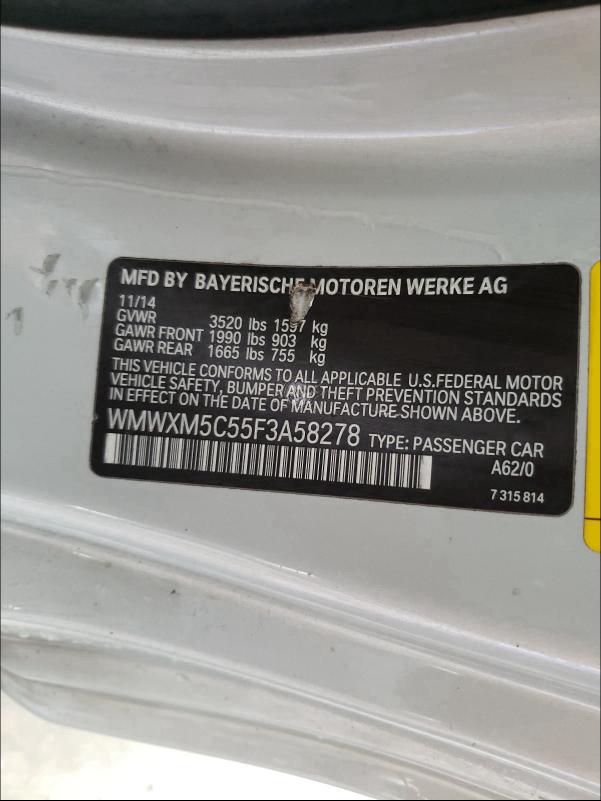 MFD BY BAYERISCHE MOTOREN WERKE AG
11/14
GVWR 3520 lbs 1597 kg
GAWR FRONT 1990 lbs 903 kg
GAWR REAR 1665 lbs 755 kg
THIS VEHICLE CONFORMS TO ALL APPLICABLE U.S.FEDERAL MOTOR
VEHICLE SAFETY, BUMPER AND THEFT PREVENTION STANDARDS
IN EFFECT ON THE DATE OF MANUFACTURE SHOWN ABOVE.
WMWXM5C55F3A58278 TYPE: PASSENGER CAR
A62/0
7 315 814